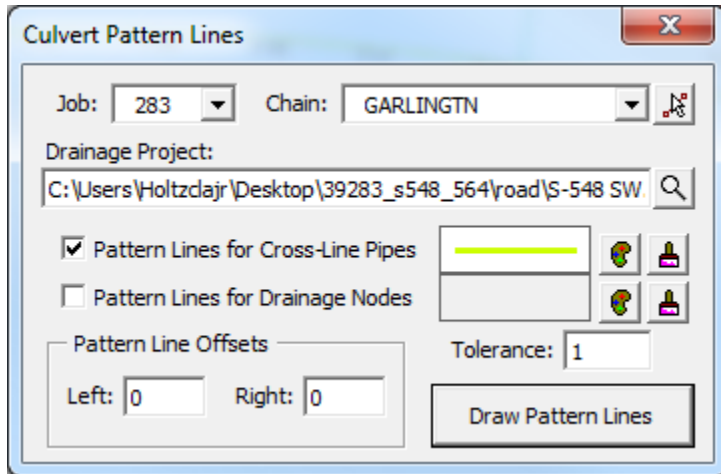 Culvert Pattern Lines
Job: 283 Chain: GARLINGTN
Drainage Project:
C:\Users\Holtzclajr\Desktop\39283_s548_564\road\S-548 SW.
Pattern Lines for Cross-Line Pipes
Pattern Lines for Drainage Nodes
Pattern Line Offsets
Tolerance: 1
Left: 0 Right: 0
Draw Pattern Lines